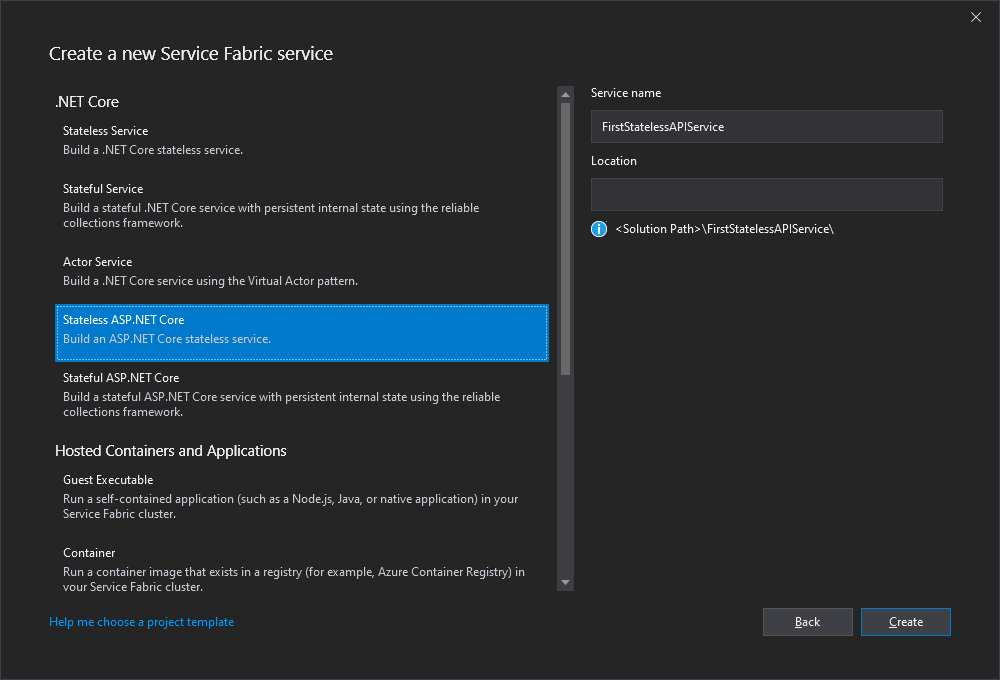 Create a new Service Fabric service
.NET Core
Stateless Service
Build a .NET Core stateless service.
Stateful Service
Build a stateful .NET Core service with persistent internal state using the reliable
collections framework.
Actor Service
Build a .NET Core service using the Virtual Actor pattern.
Stateless ASP.NET Core
Build an ASP.NET Core stateless service.
Stateful ASP.NET Core
Build a stateful ASP.NET Core service with persistent internal state using the reliable
collections framework.
Hosted Containers and Applications
Guest Executable
Run a self-contained application (such as a Node.js, Java, or native application) in your
Service Fabric cluster.
Container
Run a container image that exists in a registry (for example, Azure Container Registry) in
your Service Fabric cluster.
Service name
FirstStatelessAPIService
Location
<Solution Path>\FirstStatelessAPIService\
Help me choose a project template
Back
Create